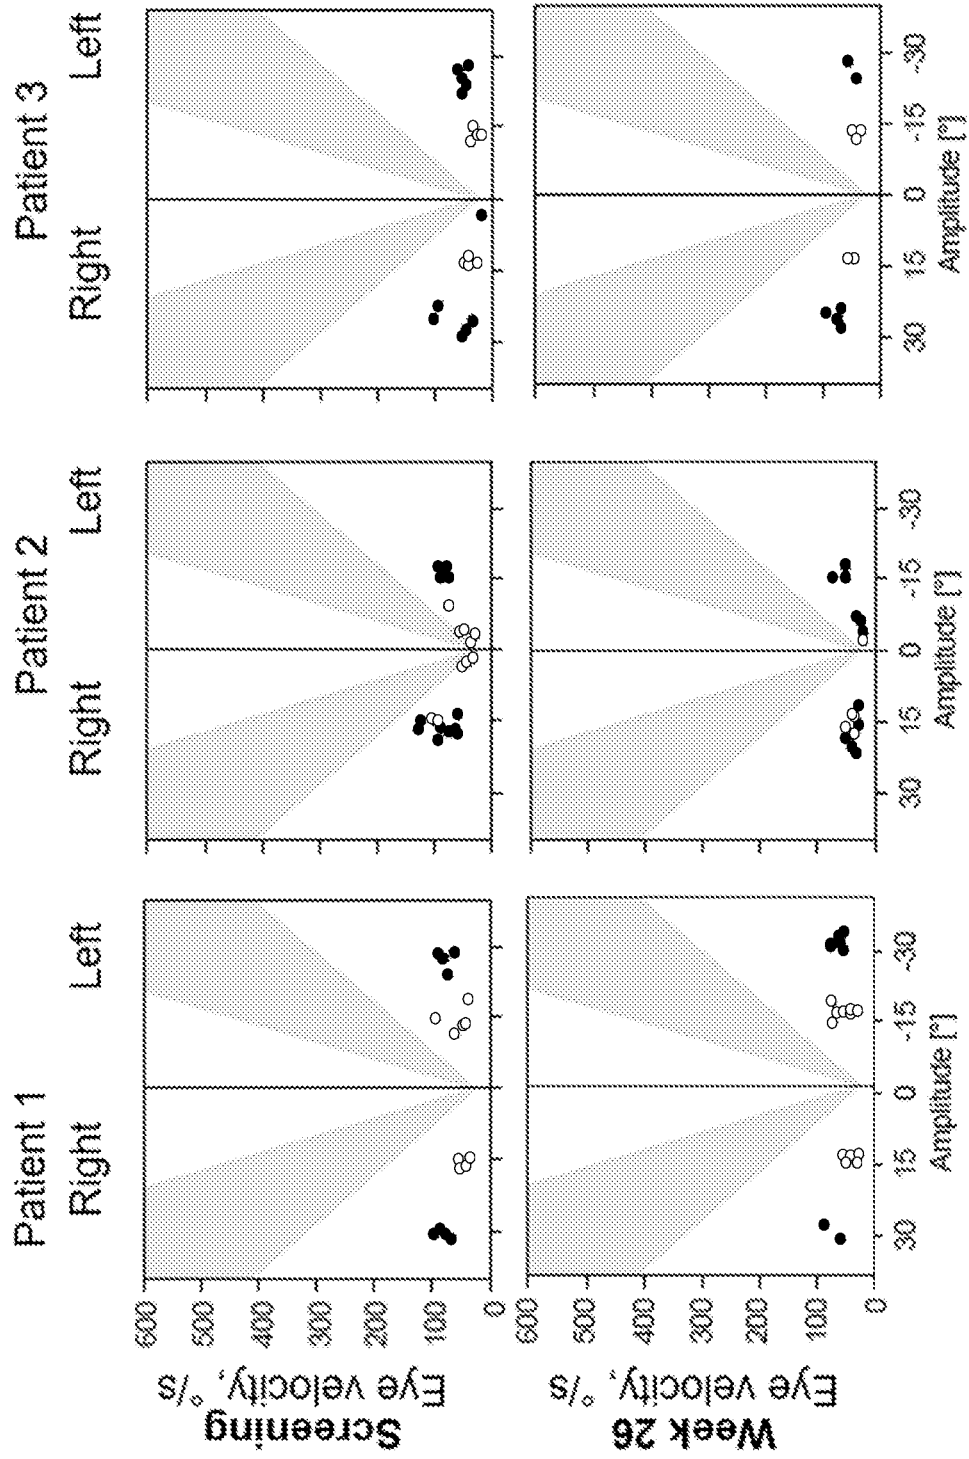 Patient 1
Patient 2
Patient 3
Right
Left
Right
Left
Right
Left
Screening
Eye velocity, °/s
600
500
400
300
200
100
0
Week 26
Eye velocity, °/s
600
500
400
300
200
100
0
30
15
0
-15
-30
30
15
0
-15
-30
30
15
0
-15
-30
Amplitude [°]
Amplitude [°]
Amplitude [°]